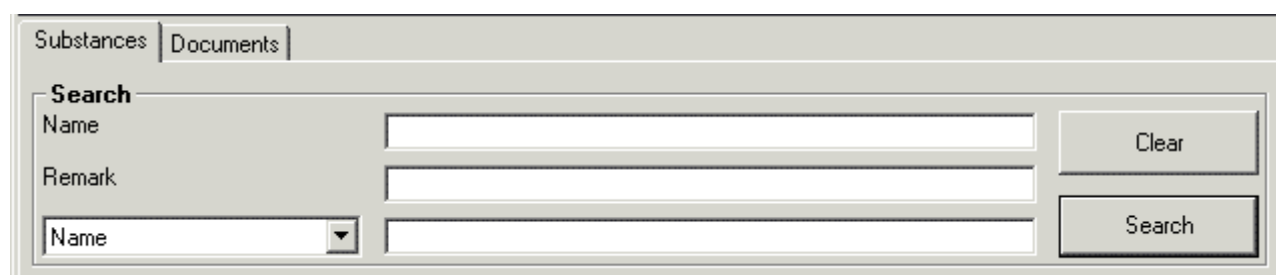 Substances Documents
Search
Name
Clear
Remark
Name
Search